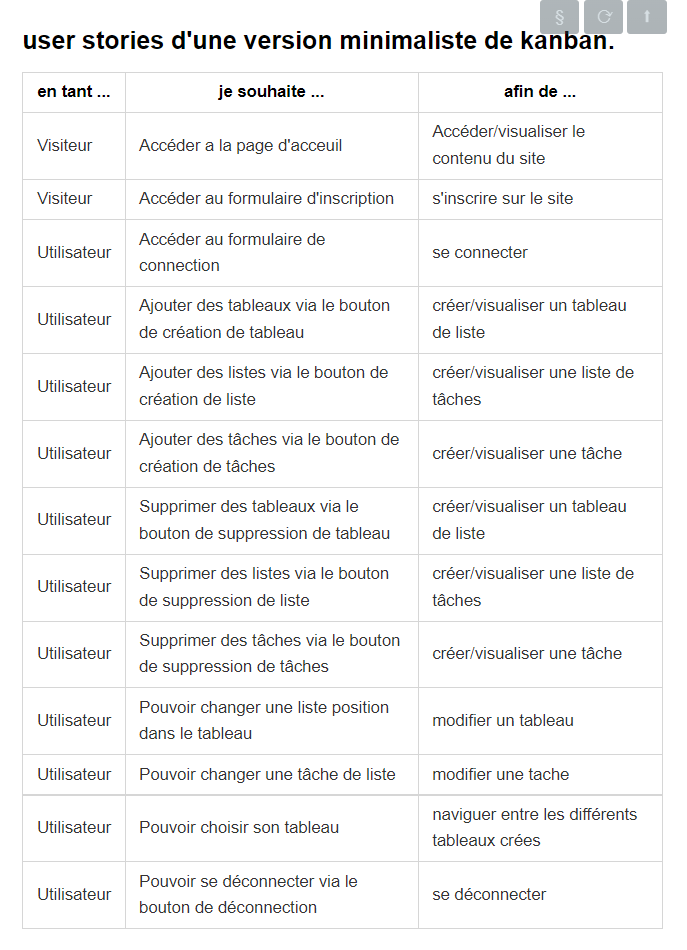 §
user stories d'une version minimaliste de kanban.
en tant ... je souhaite ... afin de ...
Visiteur Accéder a la page d'acceuil Accéder/visualiser le
contenu du site
Visiteur Accéder au formulaire d'inscription s'inscrire sur le site
Utilisateur Accéder au formulaire de
connection se connecter
Utilisateur Ajouter des tableaux via le bouton
de création de tableau créer/visualiser un tableau
de liste
Utilisateur Ajouter des listes via le bouton de
création de liste créer/visualiser une liste de
tâches
Utilisateur Ajouter des tâches via le bouton de
création de tâches créer/visualiser une tâche
Utilisateur Supprimer des tableaux via le
bouton de suppression de tableau créer/visualiser un tableau
de liste
Utilisateur Supprimer des listes via le bouton
de suppression de liste créer/visualiser une liste de
tâches
Utilisateur Supprimer des tâches via le bouton
de suppression de tâches créer/visualiser une tâche
Utilisateur Pouvoir changer une liste position
dans le tableau modifier un tableau
Utilisateur Pouvoir changer une tâche de liste modifier une tache
Utilisateur Pouvoir choisir son tableau naviguer entre les différents
tableaux crées
Utilisateur Pouvoir se déconnecter via le
bouton de déconnection se déconnecter